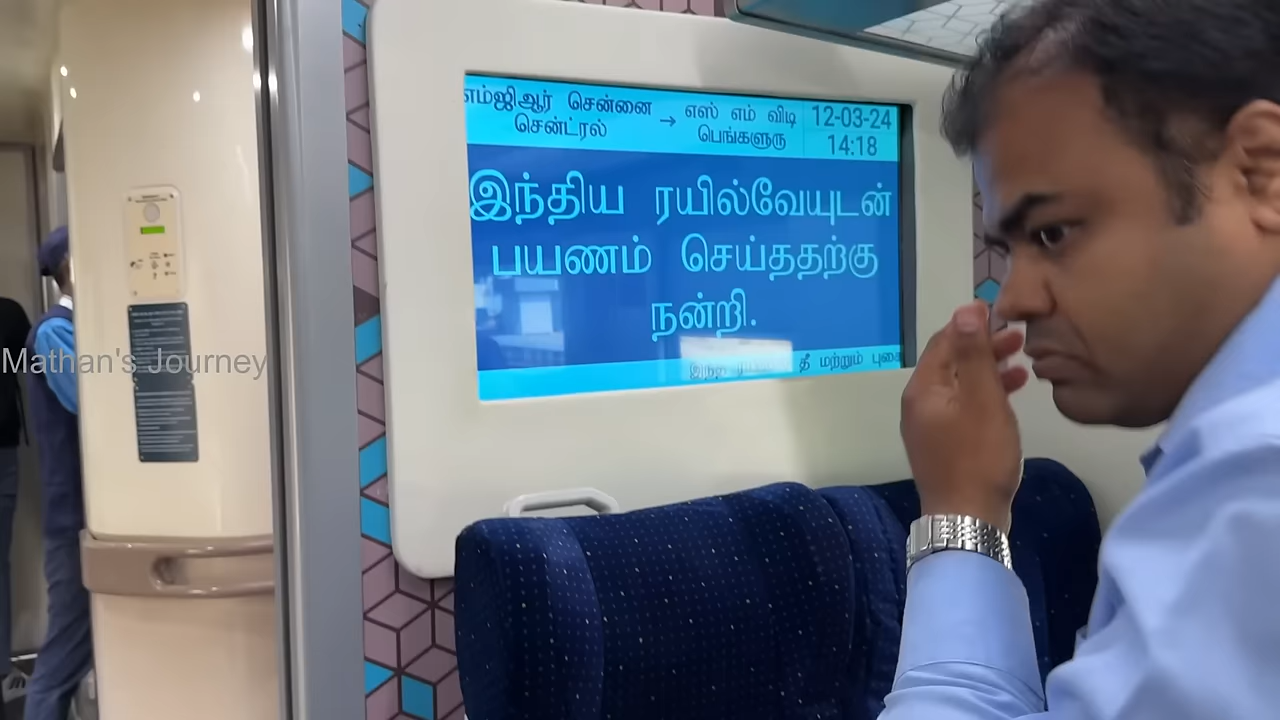 எம்ஜிஆர் சென்னை சென்ட்ரல் → எஸ் எம் விடி பெங்களுரு
12-03-24
14:18
இந்திய ரயில்வேயுடன்
பயணம் செய்ததற்கு
நன்றி.
தீ மற்றும் புகை
Mathan's Journey